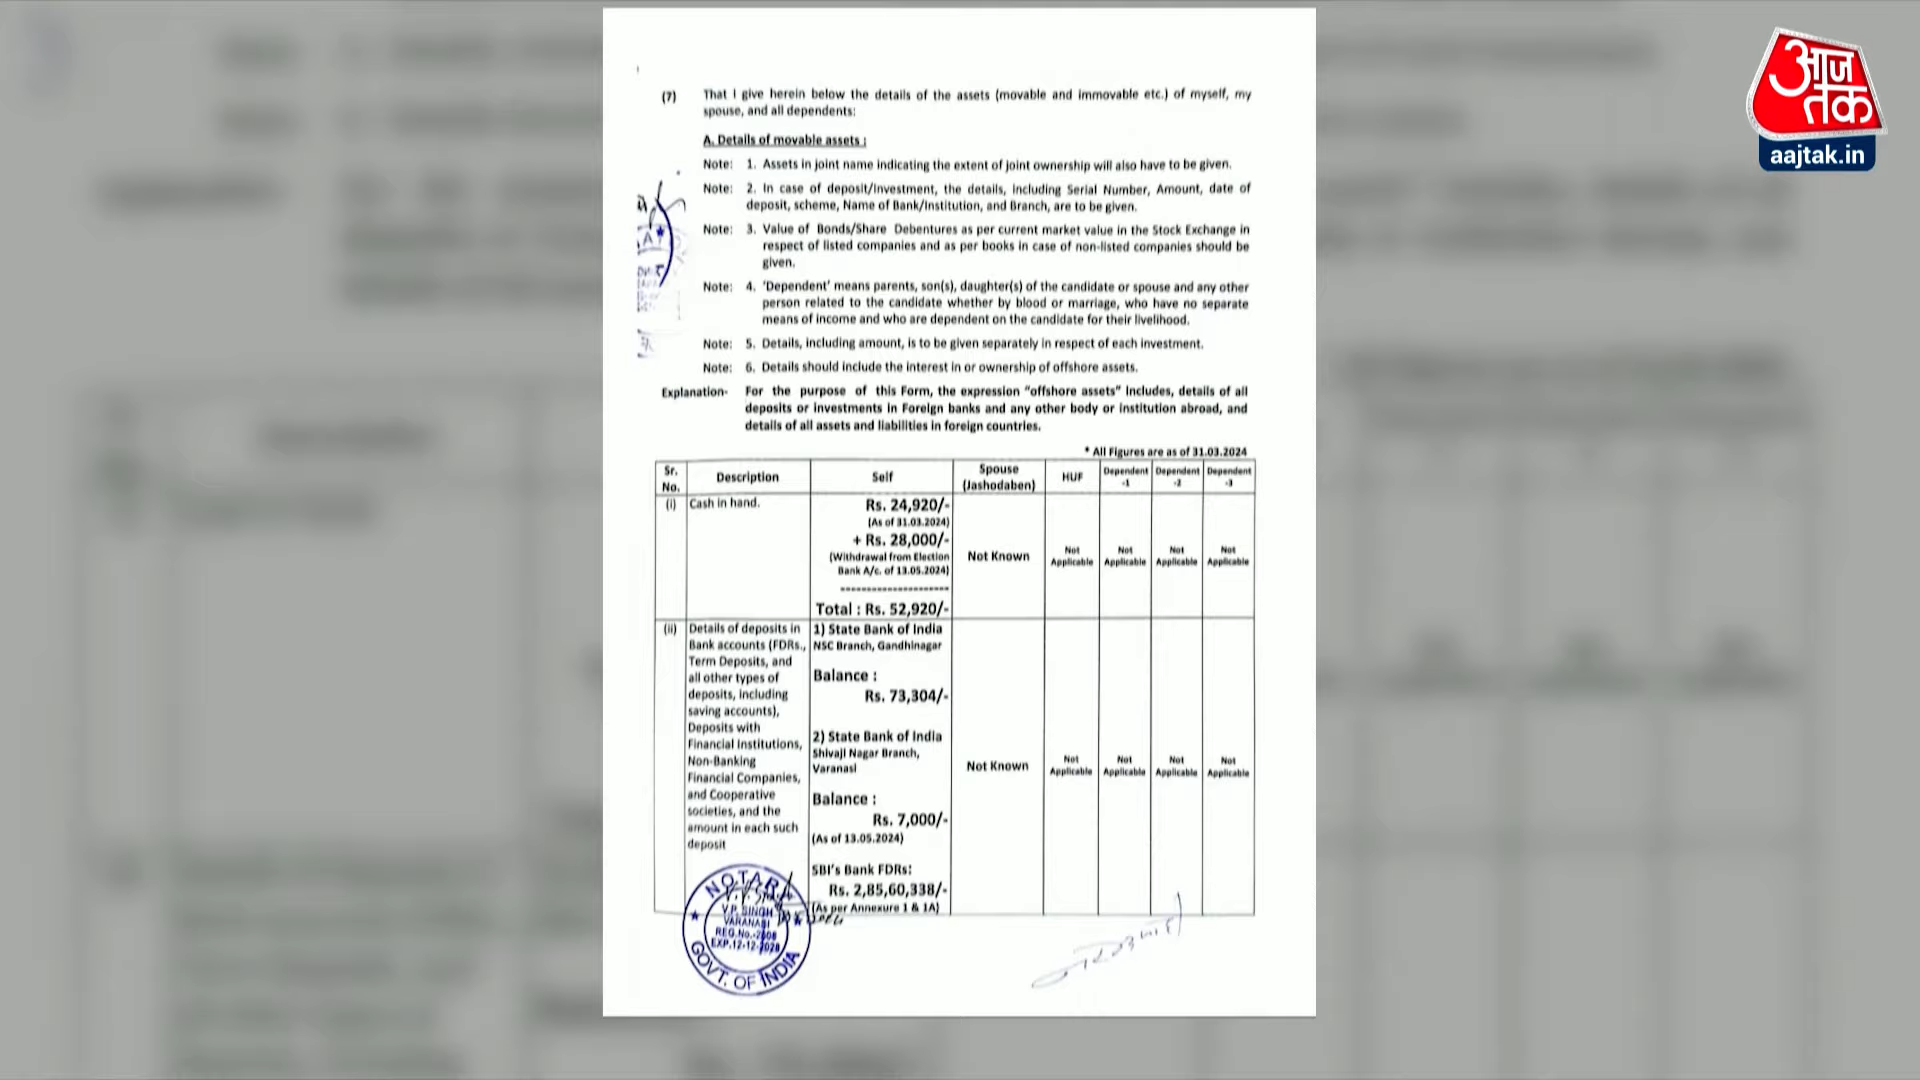 आज
तक
aajtak.in
(7) That I give herein below the details of the assets (movable and immovable etc.) of myself, my
spouse, and all dependents:
A. Details of movable assets :
Note: 1. Assets in joint name indicating the extent of joint ownership will also have to be given.
Note: 2. In case of deposit/Investment, the details, including Serial Number, Amount, date of
deposit, scheme, Name of Bank/Institution, and Branch, are to be given.
Note: 3. Value of Bonds/Share Debentures as per current market value in the Stock Exchange in
respect of listed companies and as per books in case of non-listed companies should be
given.
Note: 4. 'Dependent' means parents, son(s), daughter(s) of the candidate or spouse and any other
person related to the candidate whether by blood or marriage, who have no separate
means of income and who are dependent on the candidate for their livelihood.
Note: 5. Details, including amount, is to be given separately in respect of each investment.
Note: 6. Details should include the interest in or ownership of offshore assets.
Explanation- For the purpose of this Form, the expression "offshore assets" includes, details of all
deposits or investments in Foreign banks and any other body or institution abroad, and
details of all assets and liabilities in foreign countries.
* All Figures are as of 31.03.2024
Sr. No. Description Self Spouse (Jashodaben) HUF Dependent -1 Dependent -2 Dependent -3
(i) Cash in hand. Rs. 24,920/-
(As of 31.03.2024)
+ Rs. 28,000/-
(Withdrawal from Election
Bank A/c. of 13.05.2024)
Total : Rs. 52,920/-
Not Known
Not Applicable
Not Applicable
Not Applicable
Not Applicable
(ii) Details of deposits in
Bank accounts (FDRs.,
Term Deposits, and
all other types of
deposits, including
saving accounts),
Deposits with
Financial Institutions,
Non-Banking
Financial Companies,
and Cooperative
societies, and the
amount in each such
deposit
1) State Bank of India
NSC Branch, Gandhinagar
Balance :
Rs. 73,304/-
2) State Bank of India
Shivaji Nagar Branch,
Varanasi
Balance :
Rs. 7,000/-
(As of 13.05.2024)
SBI's Bank FDRs:
Rs. 2,85,60,338/-
(As per Annexure 1 & 1A)
Not Known
Not Applicable
Not Applicable
Not Applicable
Not Applicable
NOTARY
V.P. SINGH
VARANASI
REG.No.-2608
EXP.12-12-2028
GOVT. OF INDIA